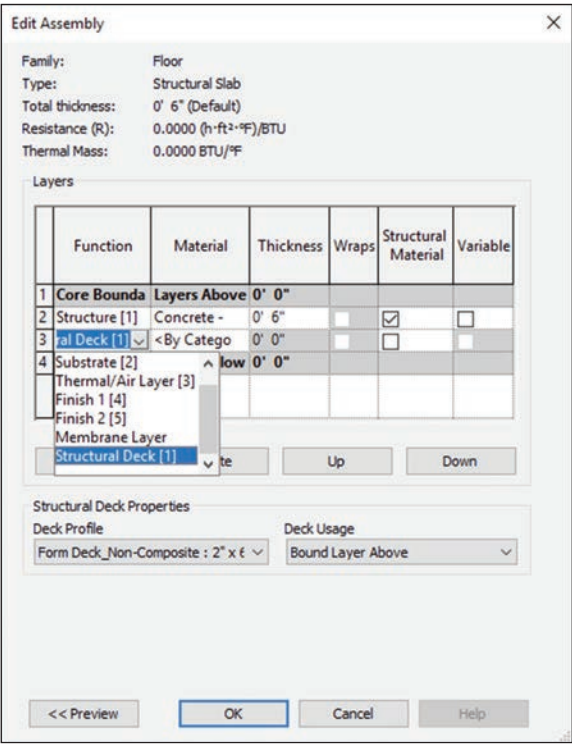 Edit Assembly
Family: Floor
Type: Structural Slab
Total thickness: 0' 6" (Default)
Resistance (R): 0.0000 (h·ft²·°F)/BTU
Thermal Mass: 0.0000 BTU/°F
Layers
Function Material Thickness Wraps Structural Material Variable
1 Core Bounda Layers Above 0' 0"
2 Structure [1] Concrete - 0' 6"
3 ral Deck [1] <By Catego 0' 0"
4 low 0' 0"
Substrate [2]
Thermal/Air Layer [3]
Finish 1 [4]
Finish 2 [5]
Membrane Layer
Structural Deck [1]
te Up Down
Structural Deck Properties
Deck Profile Deck Usage
Form Deck_Non-Composite : 2" x 6 Bound Layer Above
<< Preview OK Cancel Help